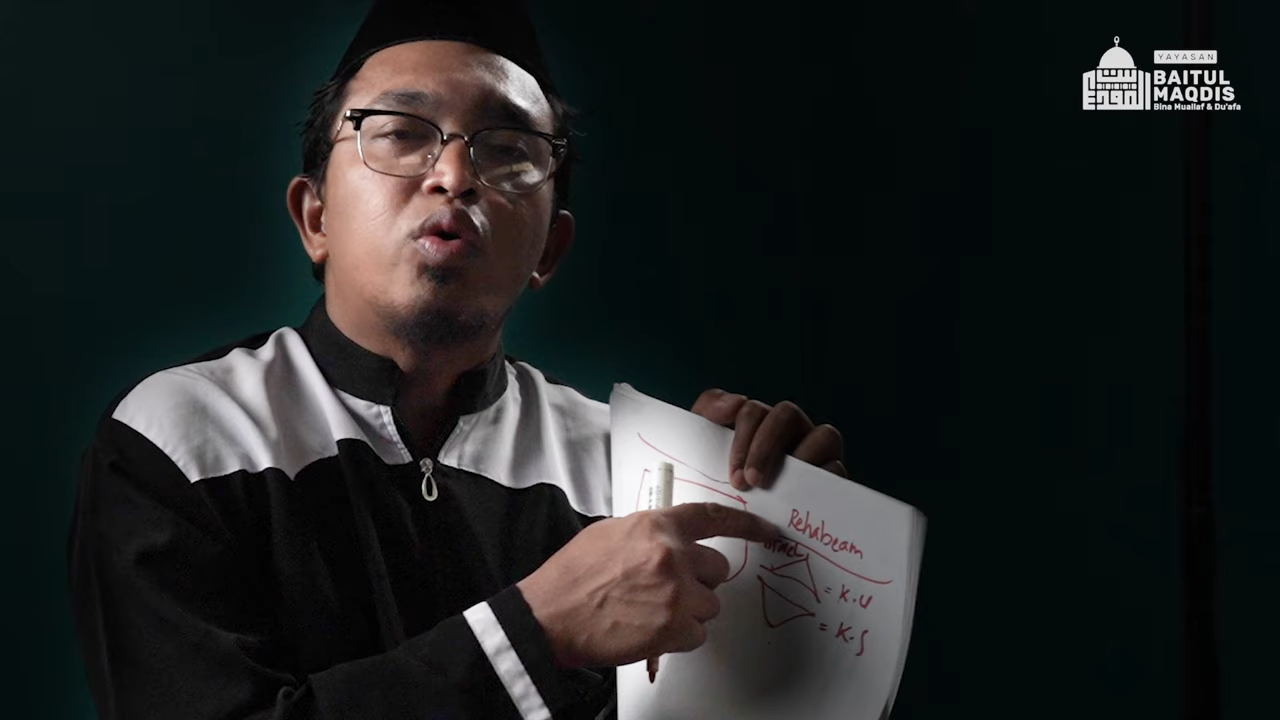 YAYASAN
BAITUL
MAQDIS
Bina Muallaf & Du'afa
Rehabeam
= K.U
= K.S